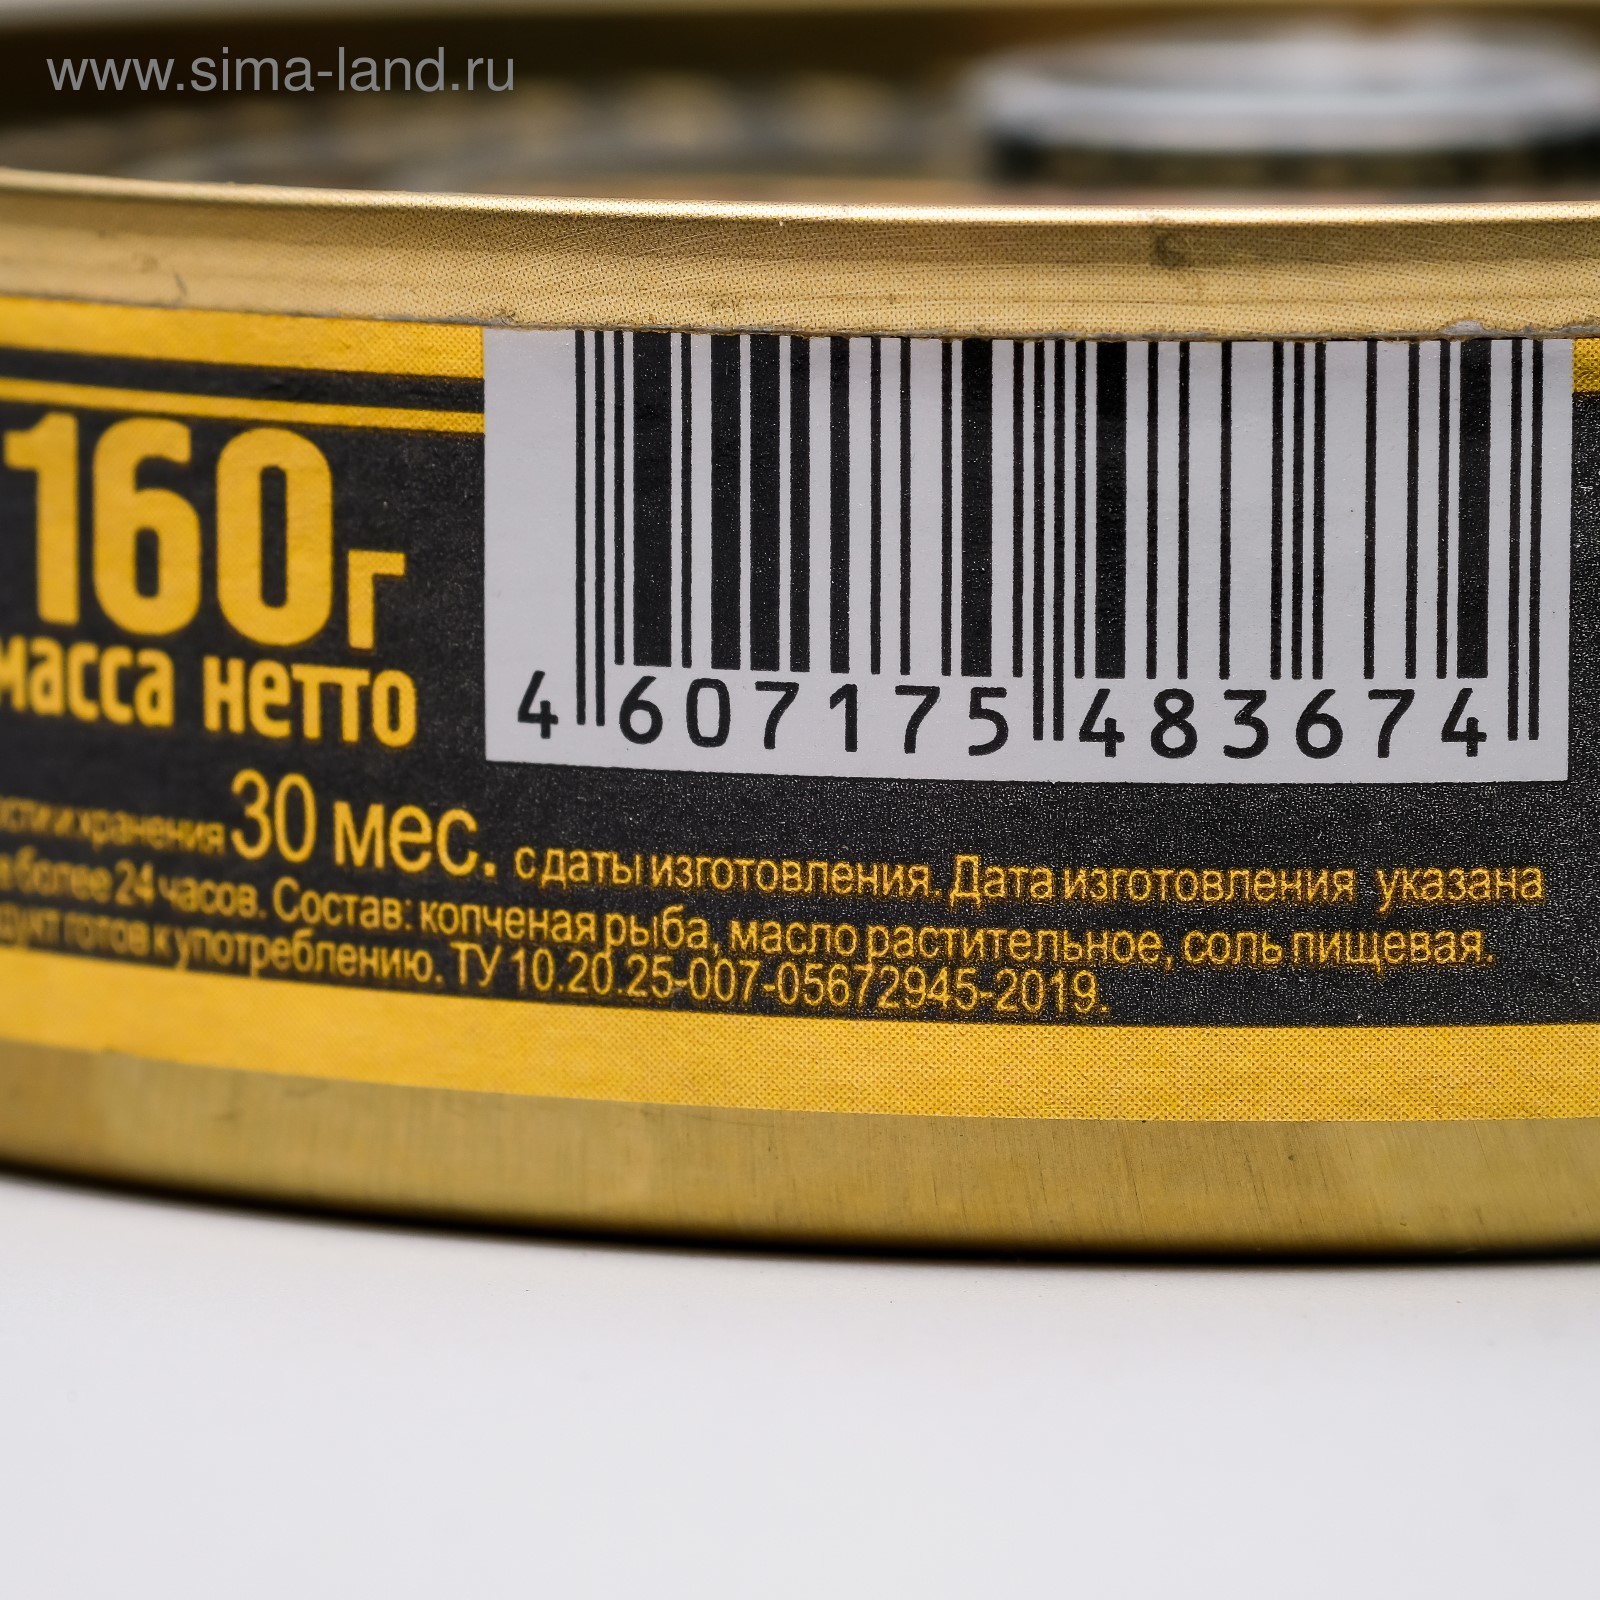 www.sima-land.ru
160г
масса нетто
4 607175 483674
хранения 30 мес. с даты изготовления. Дата изготовления указана
более 24 часов. Состав: копченая рыба, масло растительное, соль пищевая.
готов к употреблению. ТУ 10.20.25-007-05672945-2019.